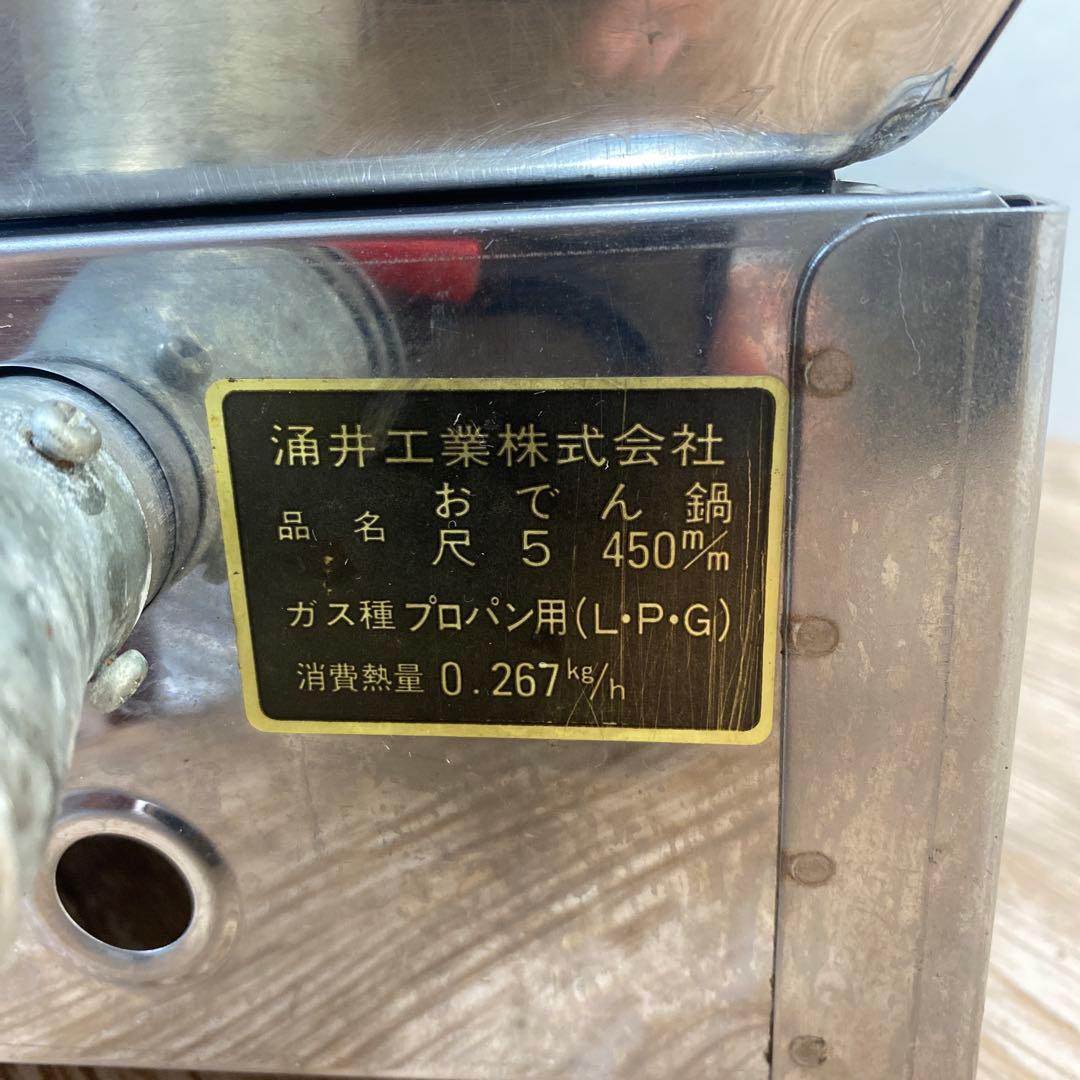 涌井工業株式会社
品名 おでん鍋
尺5 450m/m
ガス種 プロパン用(L・P・G)
消費熱量 0.267kg/h